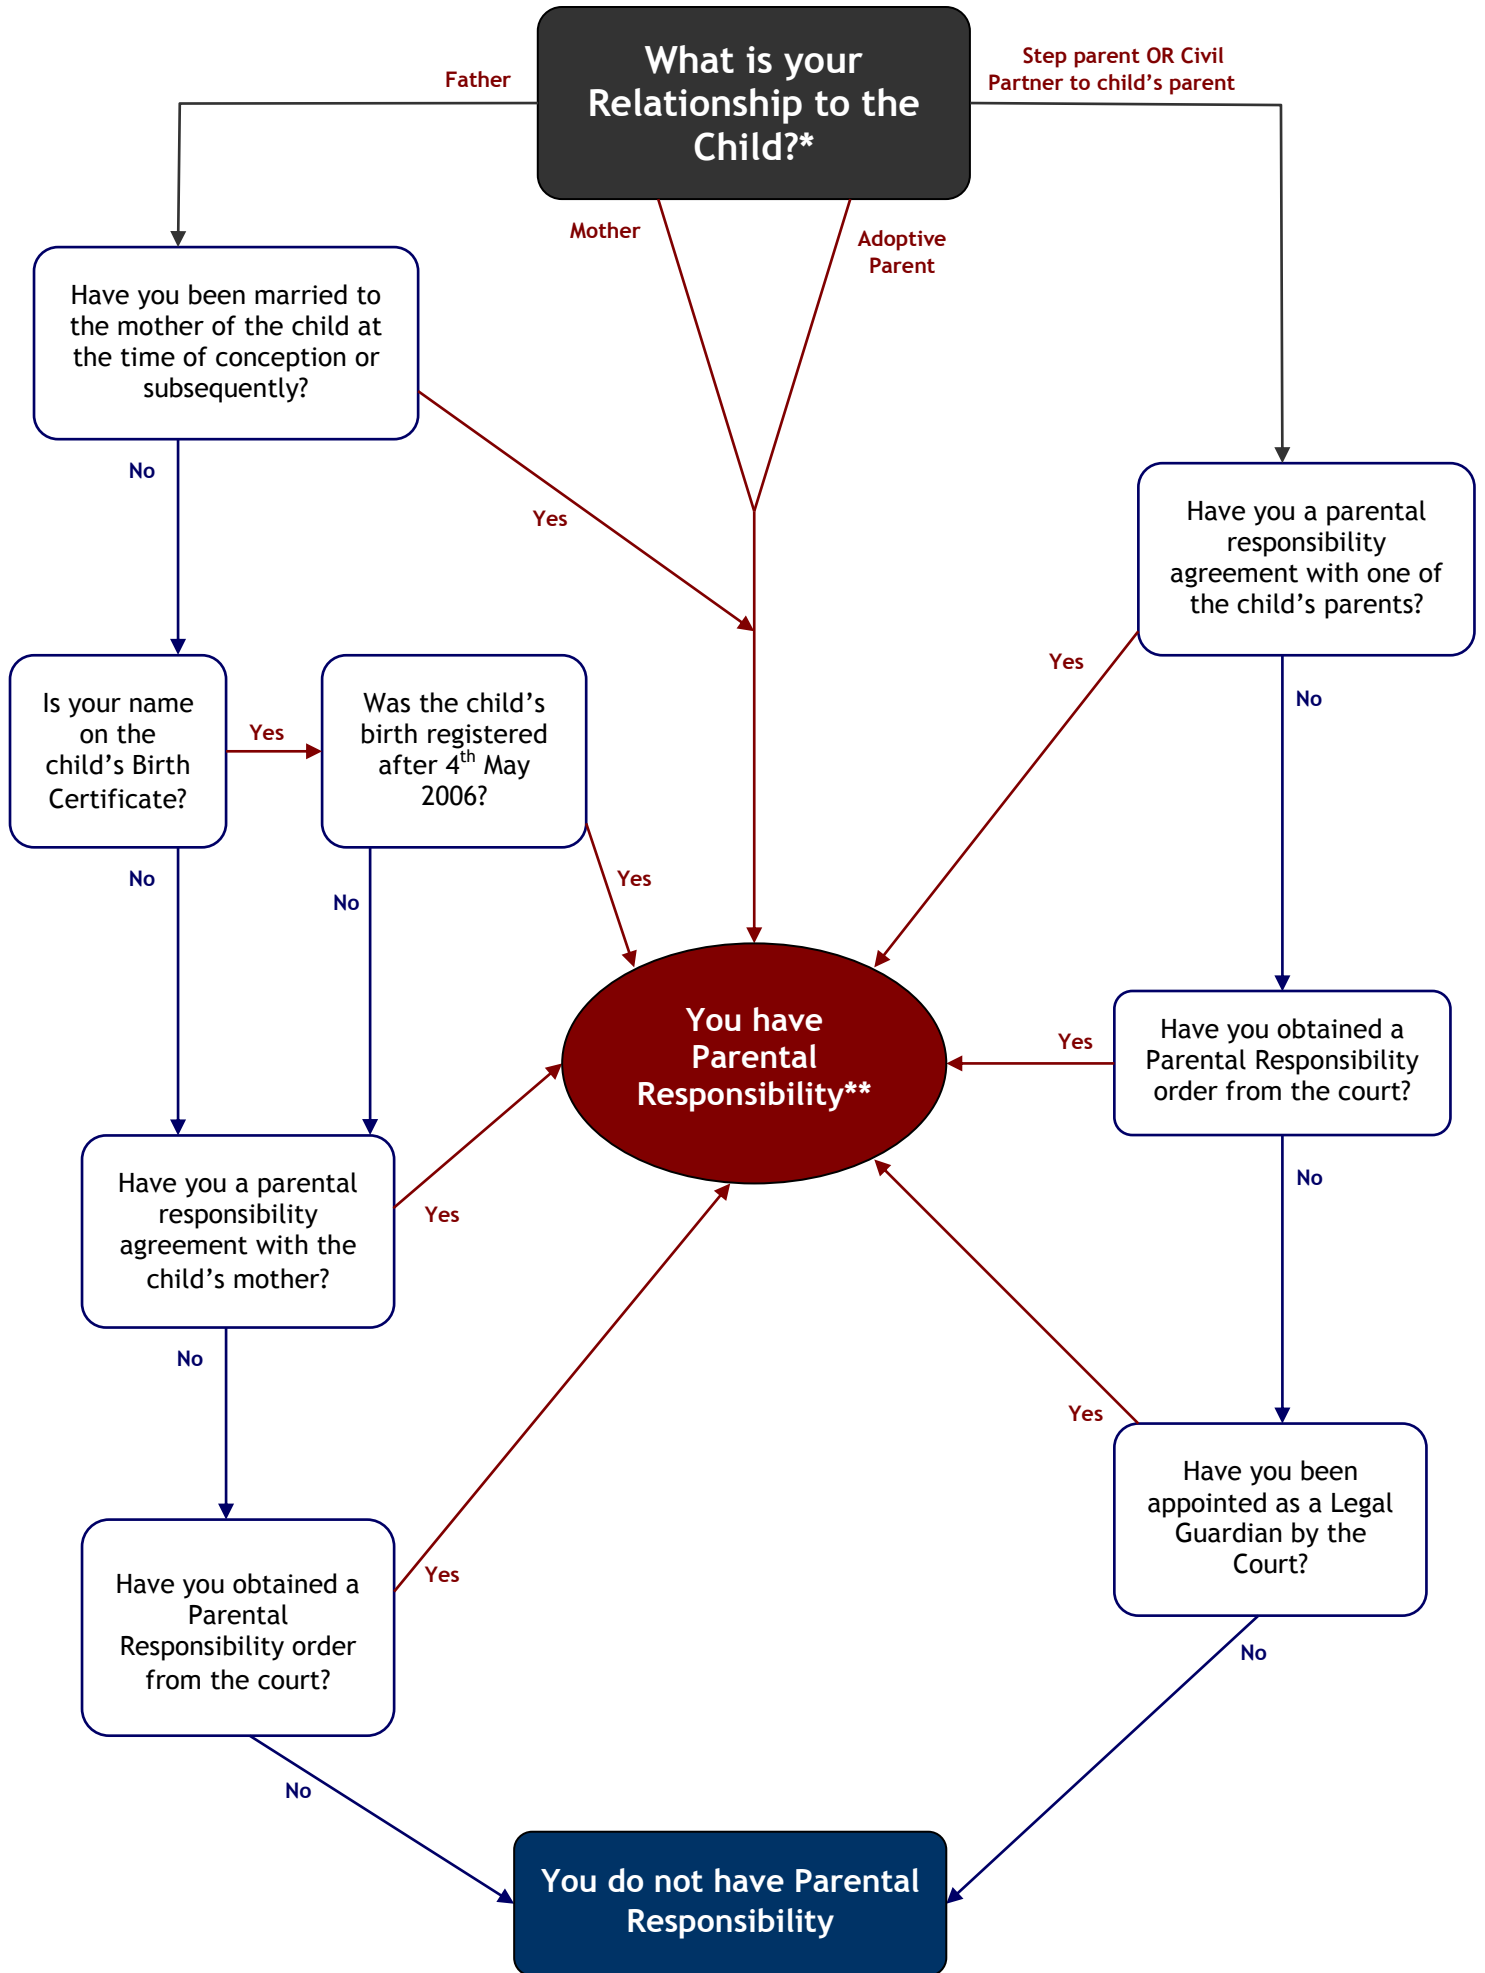 What is your
Relationship to the
Child?*
Father
Step parent OR Civil
Partner to child’s parent
Mother
Adoptive
Parent
Have you been married to
the mother of the child at
the time of conception or
subsequently?
No
Yes
Have you a parental
responsibility
agreement with one of
the child’s parents?
Yes
No
Is your name
on the
child’s Birth
Certificate?
Yes
Was the child’s
birth registered
after 4th May
2006?
No
No
Yes
You have
Parental
Responsibility**
Yes
Have you obtained a
Parental Responsibility
order from the court?
No
Have you a parental
responsibility
agreement with the
child’s mother?
Yes
No
Yes
Have you been
appointed as a Legal
Guardian by the
Court?
No
Have you obtained a
Parental
Responsibility order
from the court?
Yes
No
You do not have Parental
Responsibility